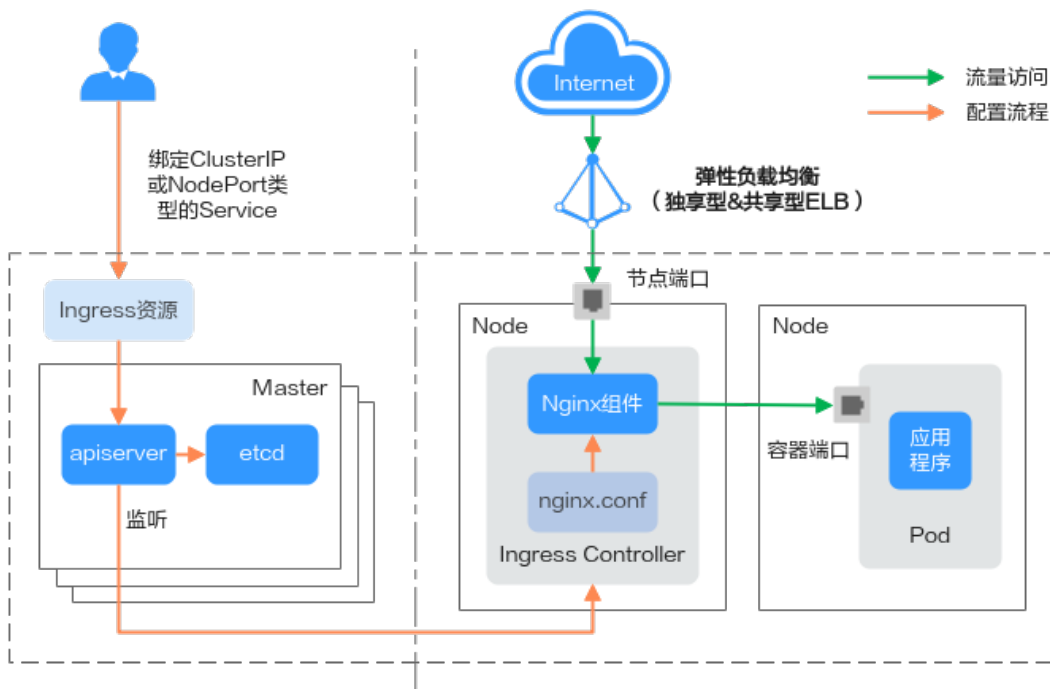 Internet
流量访问
配置流程
绑定ClusterIP
或NodePort类
型的Service
弹性负载均衡
（独享型&共享型ELB）
节点端口
Ingress资源
Node
Node
Master
Nginx组件
apiserver
etcd
容器端口
应用
程序
nginx.conf
监听
Ingress Controller
Pod